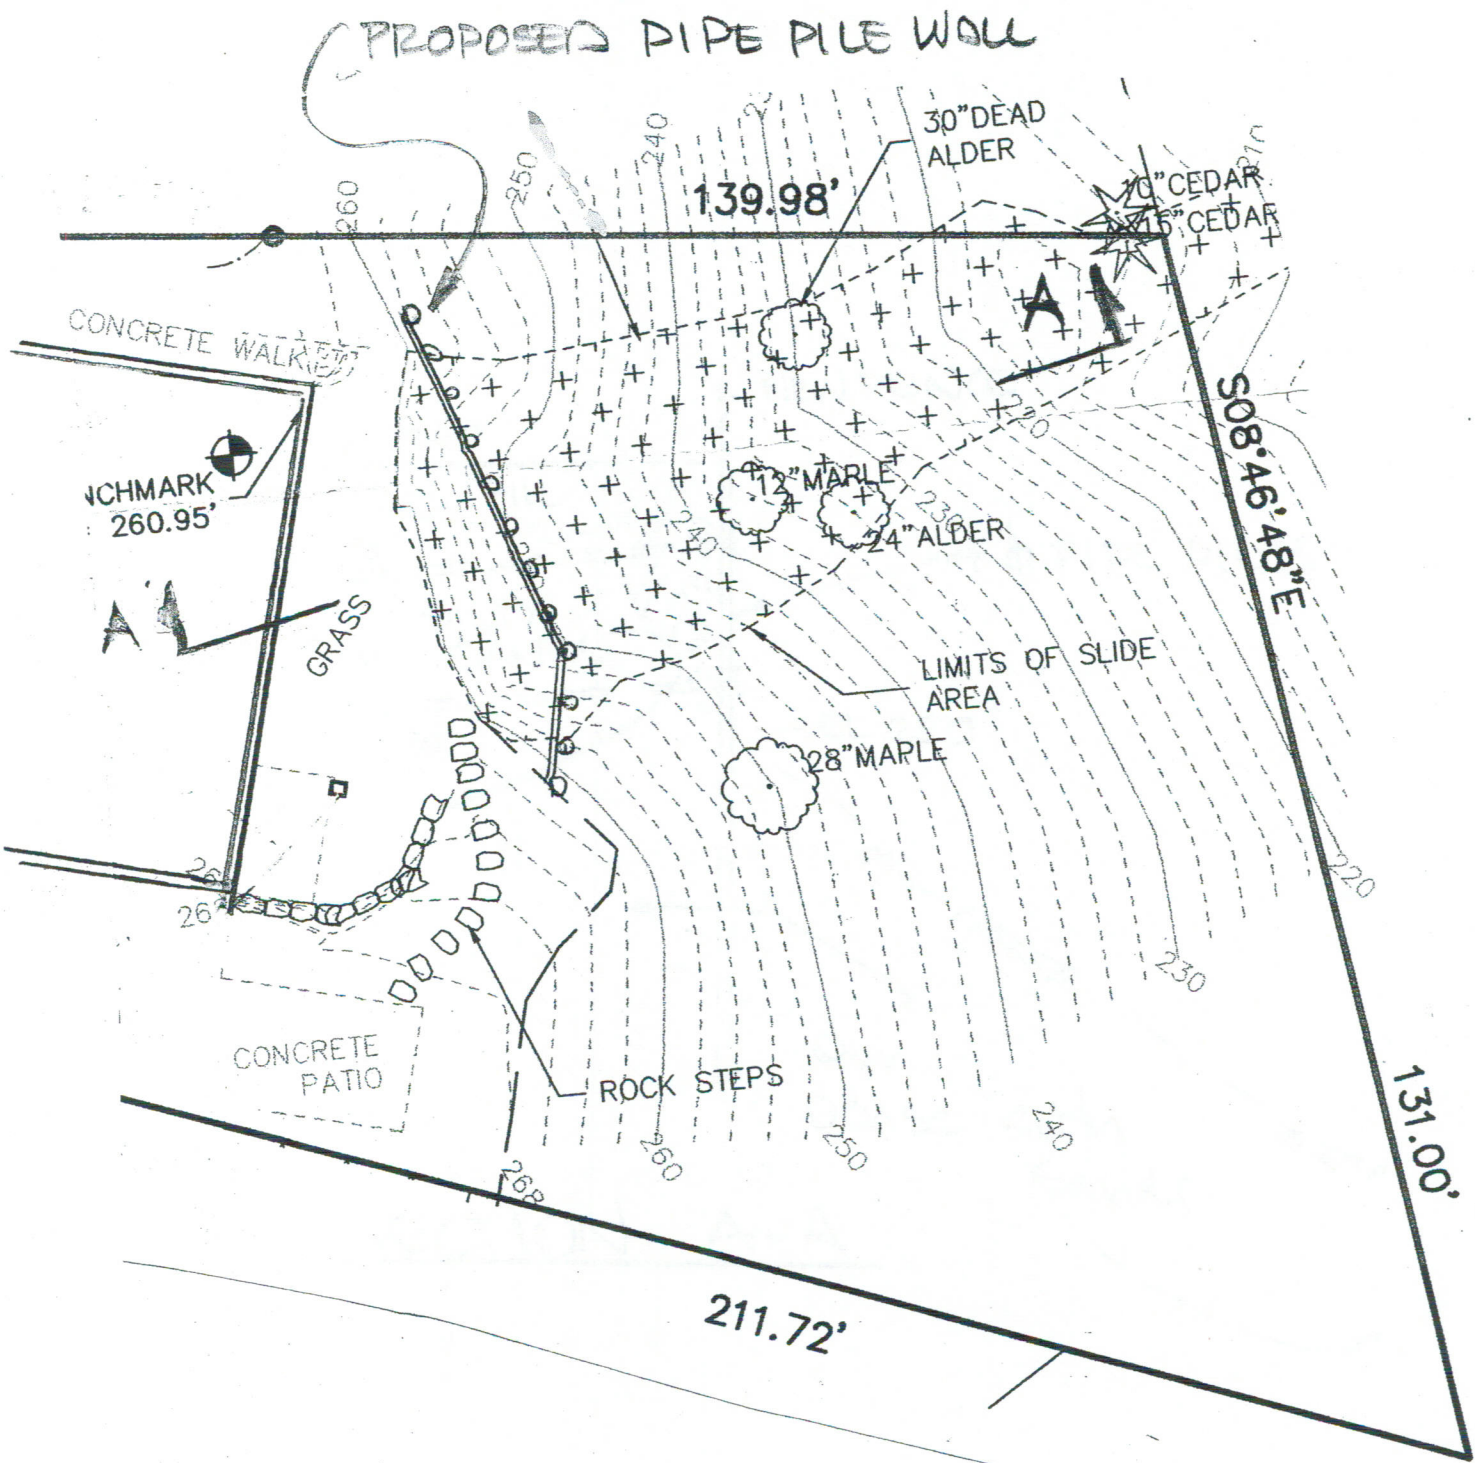 PROPOSED PIPE PILE WALL
30"DEAD
ALDER
240
250
260
139.98'
10"CEDAR
15"CEDAR
A
CONCRETE WALK
220
S08°46'48"E
12"MAPLE
230
240
24"ALDER
260.95'
A
GRASS
LIMITS OF SLIDE
AREA
28"MAPLE
220
230
CONCRETE
PATIO
ROCK STEPS
240
250
260
268
131.00'
211.72'